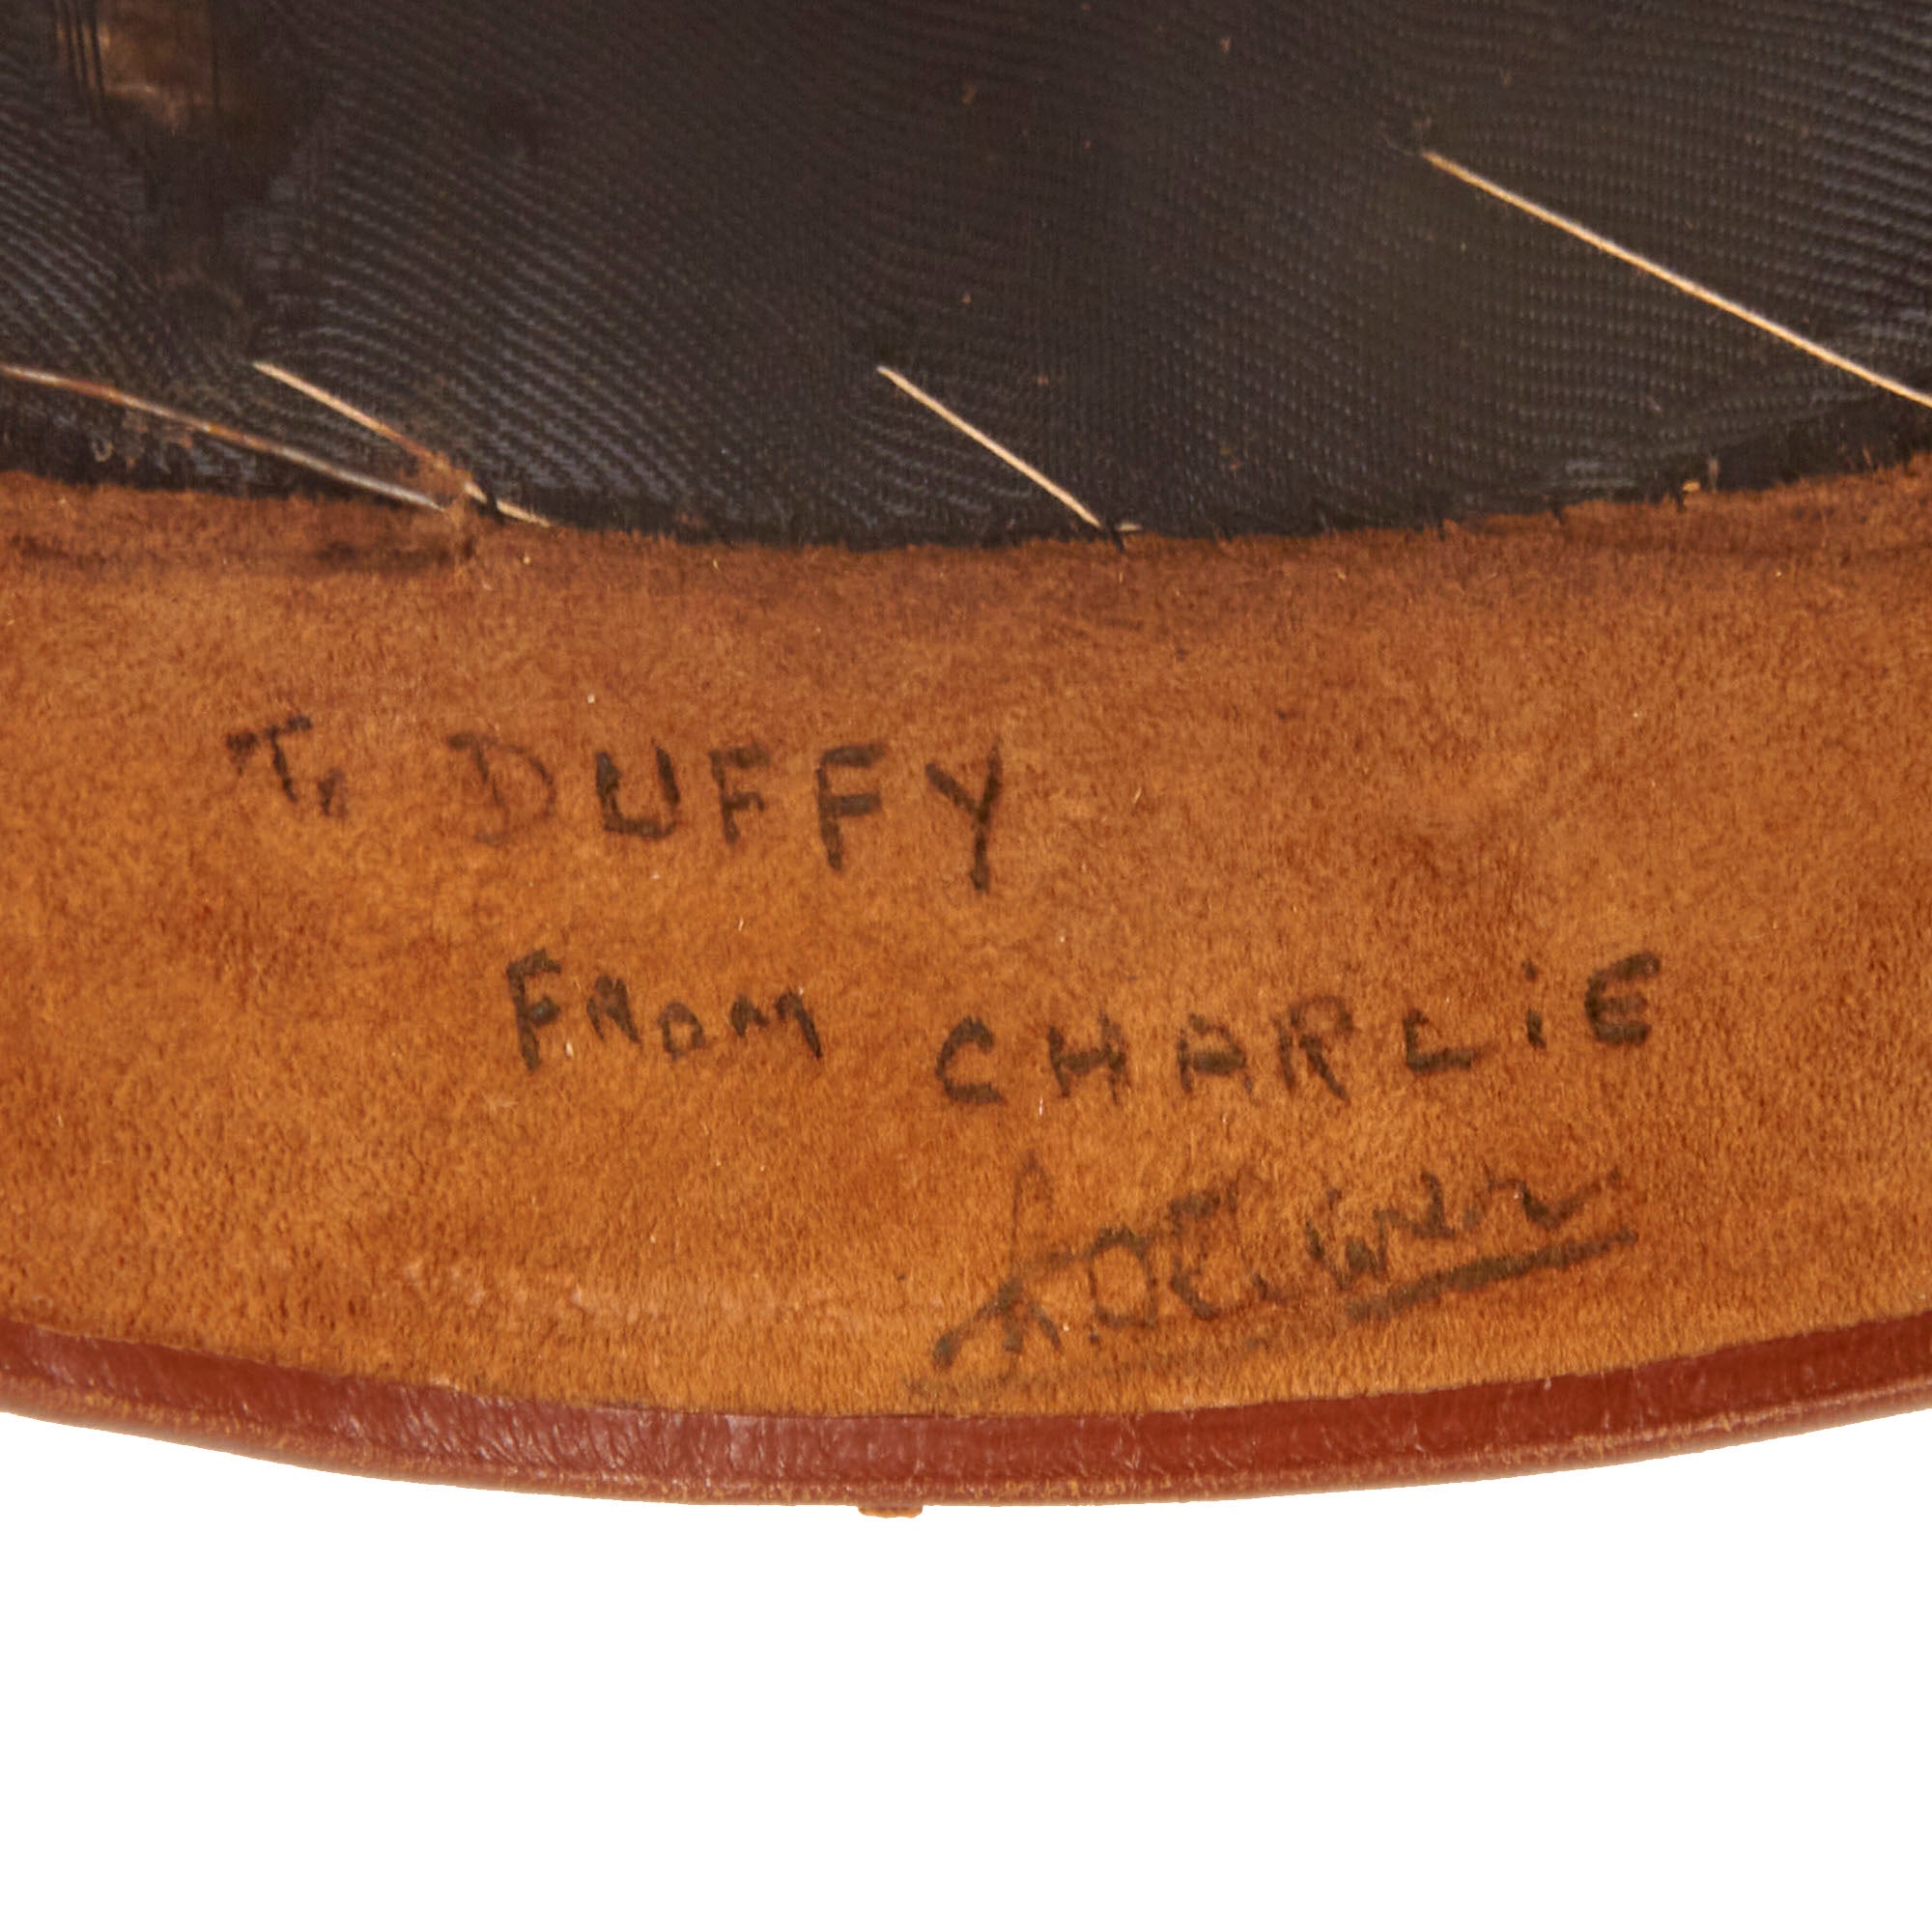 To DUFFY
FROM CHARLiE